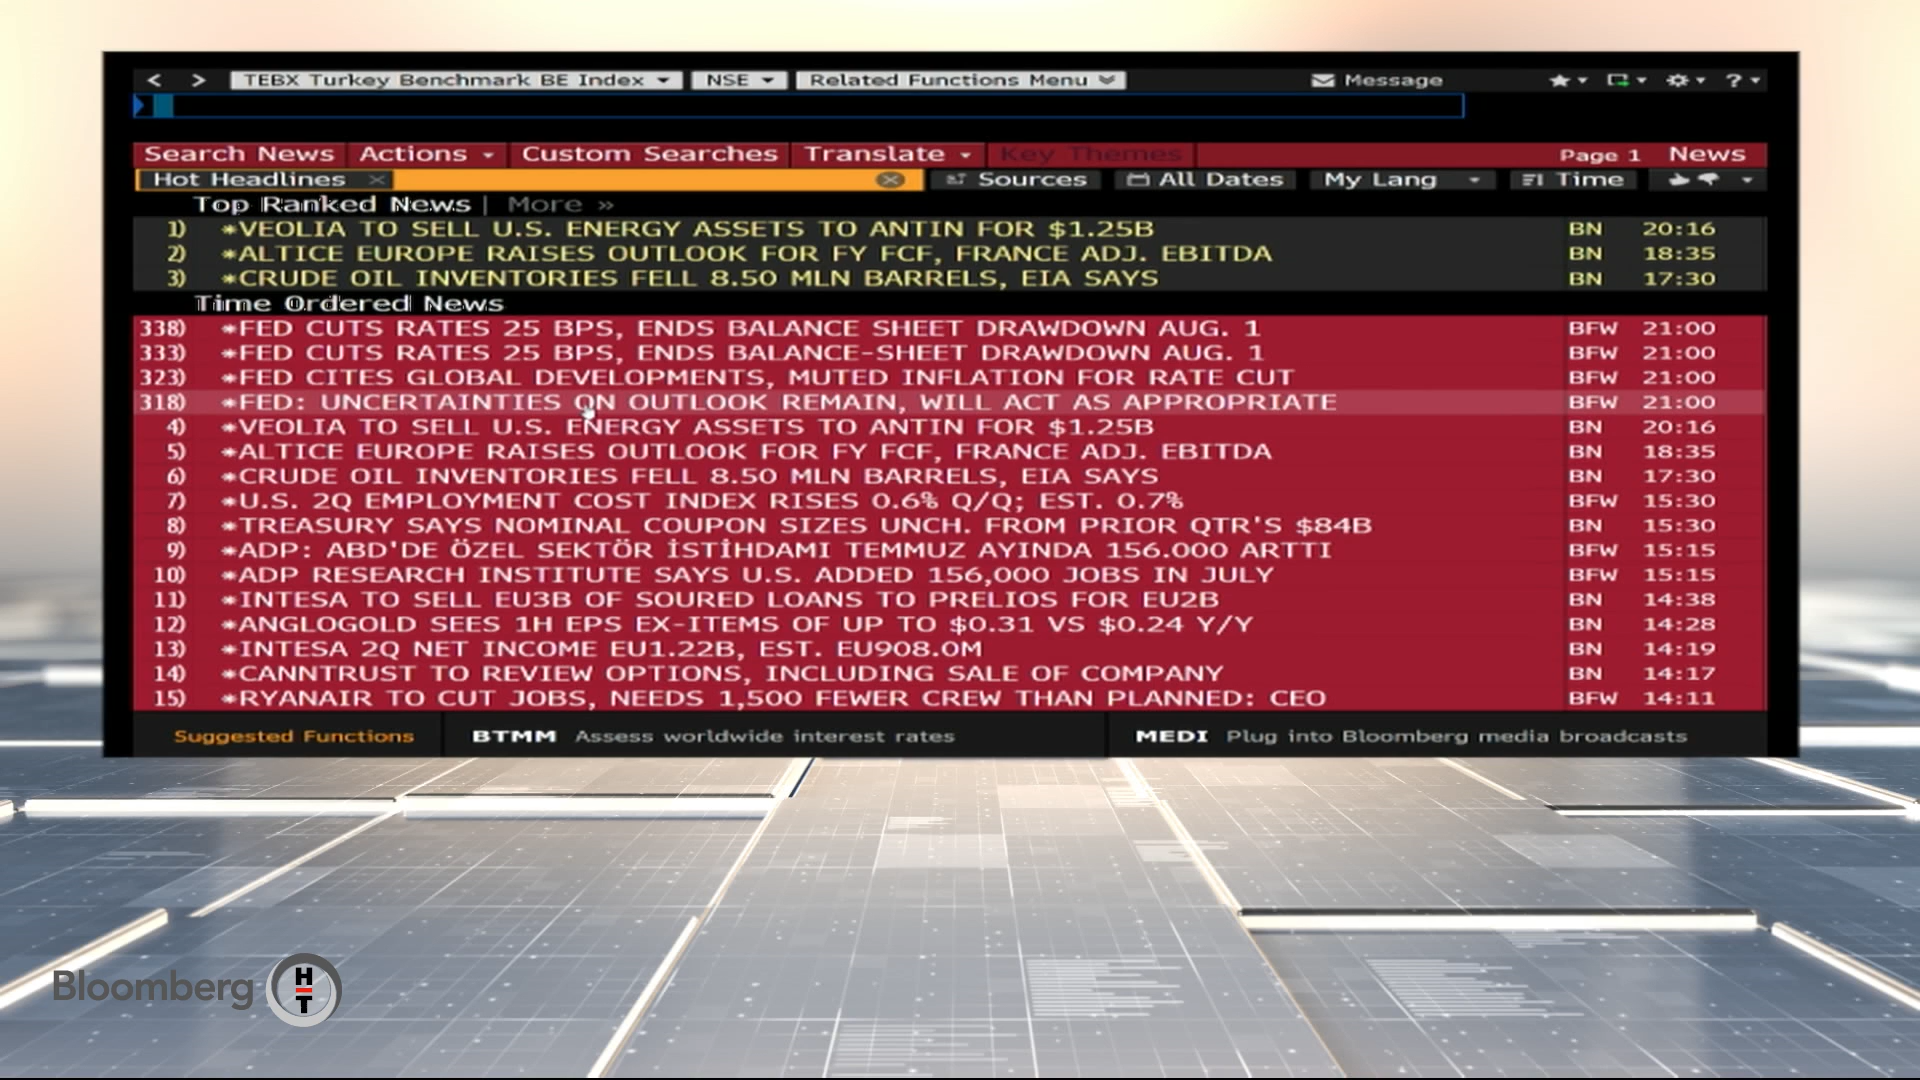 < > TEBX Turkey Benchmark BE Index NSE Related Functions Menu Message ?
Search News Actions Custom Searches Translate Key Themes Page 1 News
Hot Headlines Sources All Dates My Lang Time
Top Ranked News | More »
1) *VEOLIA TO SELL U.S. ENERGY ASSETS TO ANTIN FOR $1.25B BN 20:16
2) *ALTICE EUROPE RAISES OUTLOOK FOR FY FCF, FRANCE ADJ. EBITDA BN 18:35
3) *CRUDE OIL INVENTORIES FELL 8.50 MLN BARRELS, EIA SAYS BN 17:30
Time Ordered News
338) *FED CUTS RATES 25 BPS, ENDS BALANCE SHEET DRAWDOWN AUG. 1 BFW 21:00
333) *FED CUTS RATES 25 BPS, ENDS BALANCE-SHEET DRAWDOWN AUG. 1 BFW 21:00
323) *FED CITES GLOBAL DEVELOPMENTS, MUTED INFLATION FOR RATE CUT BFW 21:00
318) *FED: UNCERTAINTIES ON OUTLOOK REMAIN, WILL ACT AS APPROPRIATE BFW 21:00
4) *VEOLIA TO SELL U.S. ENERGY ASSETS TO ANTIN FOR $1.25B BN 20:16
5) *ALTICE EUROPE RAISES OUTLOOK FOR FY FCF, FRANCE ADJ. EBITDA BN 18:35
6) *CRUDE OIL INVENTORIES FELL 8.50 MLN BARRELS, EIA SAYS BN 17:30
7) *U.S. 2Q EMPLOYMENT COST INDEX RISES 0.6% Q/Q; EST. 0.7% BFW 15:30
8) *TREASURY SAYS NOMINAL COUPON SIZES UNCH. FROM PRIOR QTR'S $84B BN 15:30
9) *ADP: ABD'DE ÖZEL SEKTÖR İSTİHDAMI TEMMUZ AYINDA 156.000 ARTTI BFW 15:15
10) *ADP RESEARCH INSTITUTE SAYS U.S. ADDED 156,000 JOBS IN JULY BFW 15:15
11) *INTESA TO SELL EU3B OF SOURED LOANS TO PRELIOS FOR EU2B BN 14:38
12) *ANGLOGOLD SEES 1H EPS EX-ITEMS OF UP TO $0.31 VS $0.24 Y/Y BN 14:28
13) *INTESA 2Q NET INCOME EU1.22B, EST. EU908.0M BN 14:19
14) *CANNTRUST TO REVIEW OPTIONS, INCLUDING SALE OF COMPANY BN 14:17
15) *RYANAIR TO CUT JOBS, NEEDS 1,500 FEWER CREW THAN PLANNED: CEO BFW 14:11
Suggested Functions BTMM Assess worldwide interest rates MEDI Plug into Bloomberg media broadcasts
Bloomberg HT